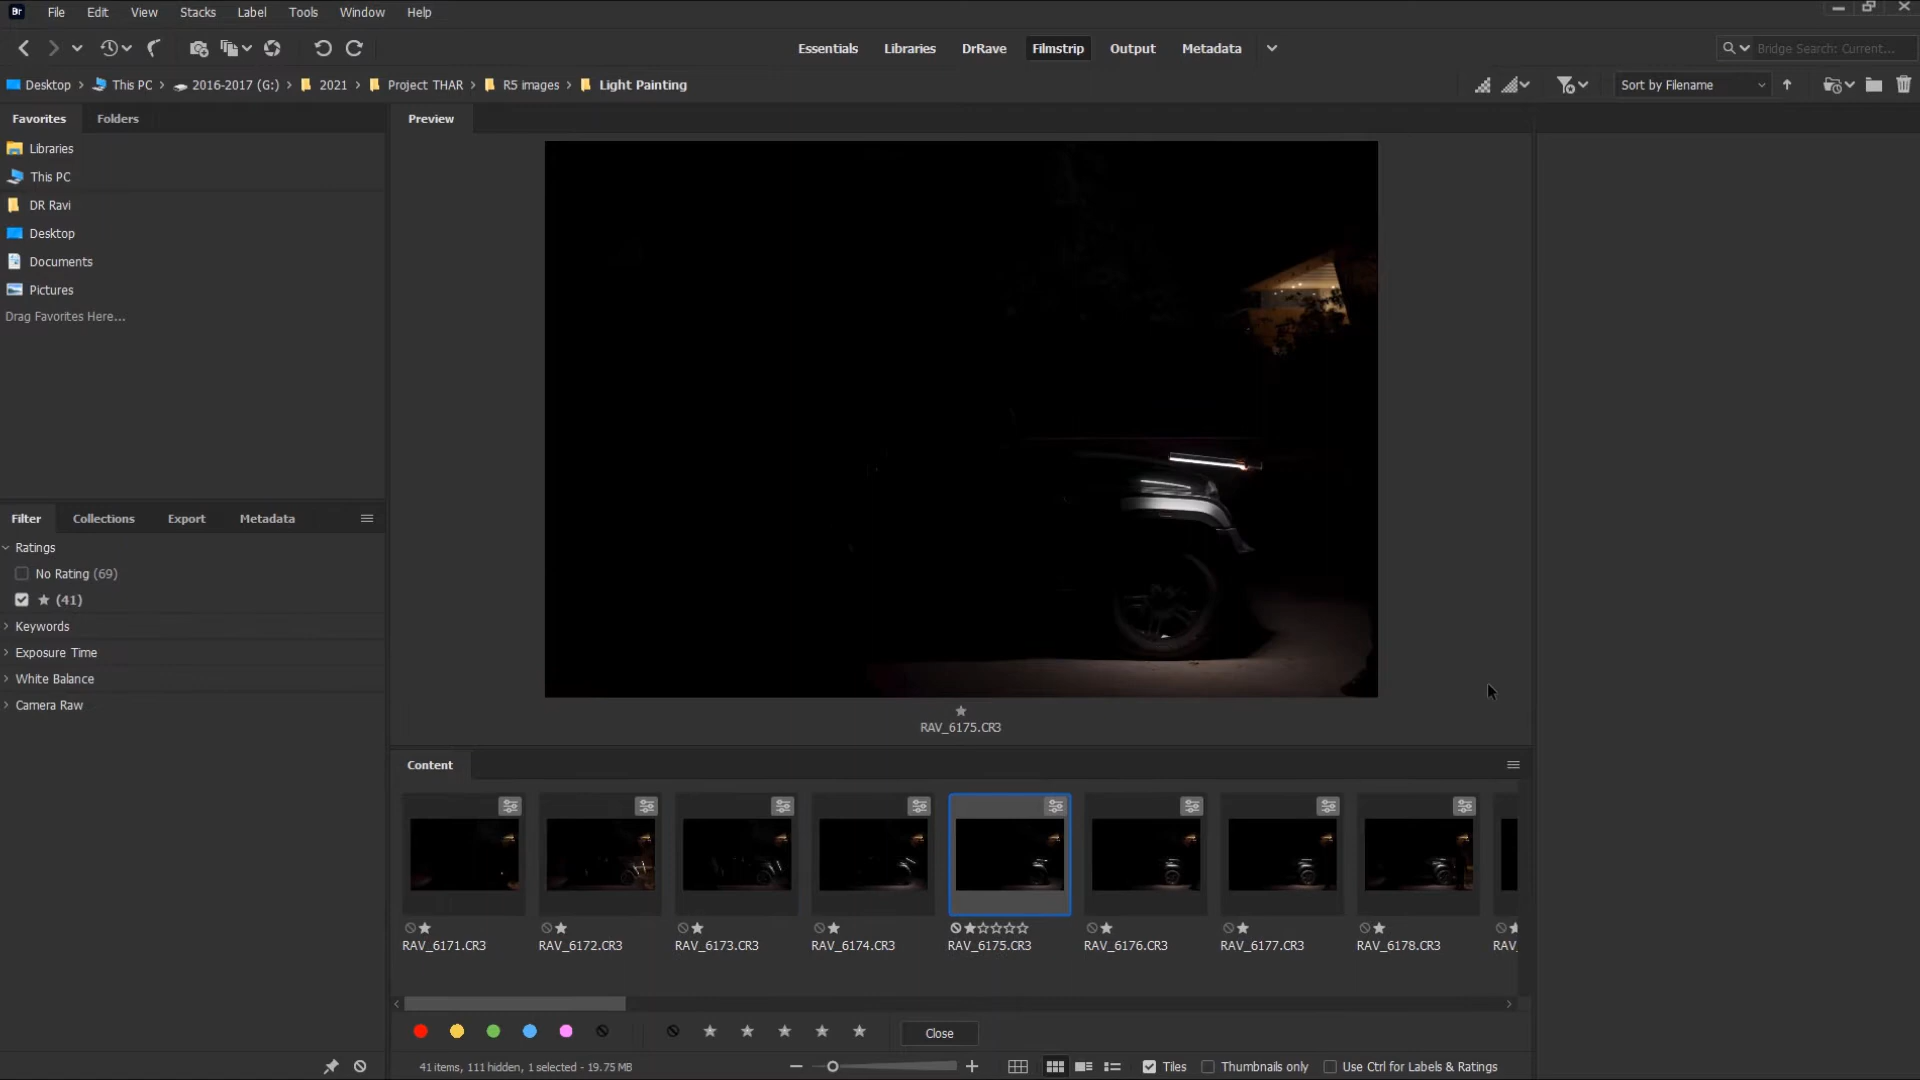 Br File Edit View Stacks Label Tools Window Help
Essentials Libraries DrRave Filmstrip Output Metadata Bridge Search: Current...
Desktop This PC 2016-2017 (G:) 2021 Project THAR R5 images Light Painting Sort by Filename
Favorites Folders Preview
Libraries
This PC
DR Ravi
Desktop
Documents
Pictures
Drag Favorites Here...
Filter Collections Export Metadata
Ratings
No Rating (69)
★ (41)
Keywords
Exposure Time
White Balance
Camera Raw
RAV_6175.CR3
Content
RAV_6171.CR3 RAV_6172.CR3 RAV_6173.CR3 RAV_6174.CR3 RAV_6175.CR3 RAV_6176.CR3 RAV_6177.CR3 RAV_6178.CR3 RAV_
Close
41 items, 111 hidden, 1 selected - 19.75 MB Tiles Thumbnails only Use Ctrl for Labels & Ratings